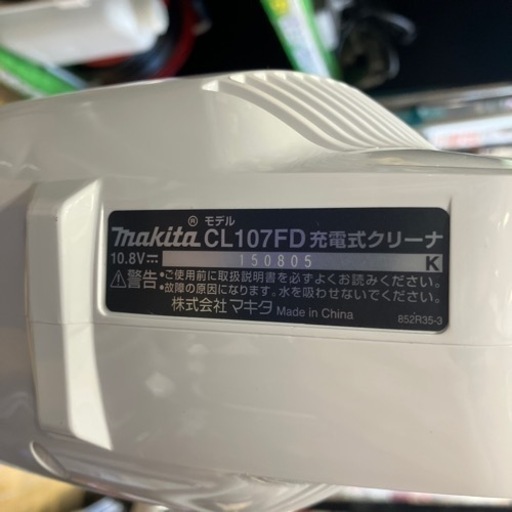 モデル
makita® CL107FD 充電式クリーナ
10.8V⎓ 150805 K
⚠警告 •ご使用前に取扱説明書を必ずよくお読みください。
•故障の原因になります。水を吸わせないでください。
株式会社マキタ Made in China
852R35-3